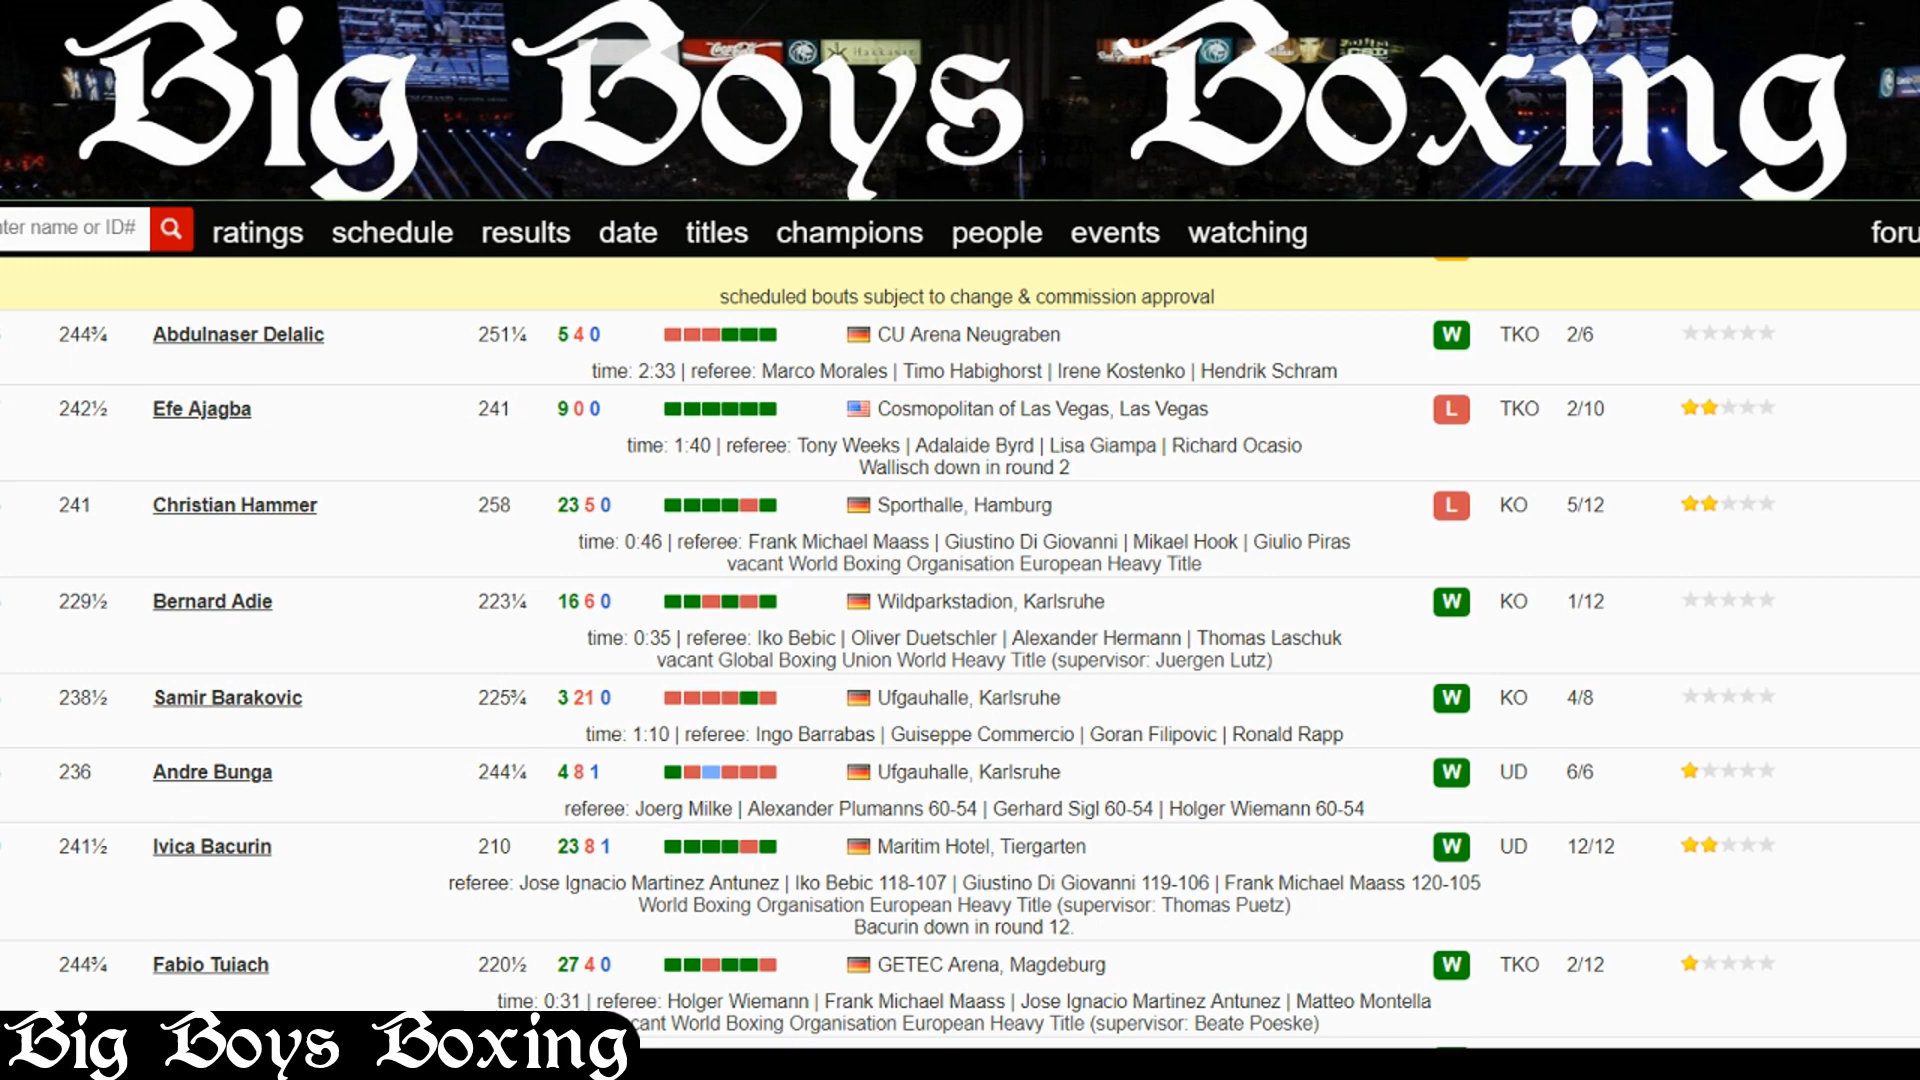 Big Boys Boxing
nter name or ID#
ratings schedule results date titles champions people events watching foru
scheduled bouts subject to change & commission approval
244¾ Abdulnaser Delalic 251¼ 5 4 0 CU Arena Neugraben W TKO 2/6
time: 2:33 | referee: Marco Morales | Timo Habighorst | Irene Kostenko | Hendrik Schram
242½ Efe Ajagba 241 9 0 0 Cosmopolitan of Las Vegas, Las Vegas L TKO 2/10
time: 1:40 | referee: Tony Weeks | Adalaide Byrd | Lisa Giampa | Richard Ocasio
Wallisch down in round 2
241 Christian Hammer 258 23 5 0 Sporthalle, Hamburg L KO 5/12
time: 0:46 | referee: Frank Michael Maass | Giustino Di Giovanni | Mikael Hook | Giulio Piras
vacant World Boxing Organisation European Heavy Title
229½ Bernard Adie 223¼ 16 6 0 Wildparkstadion, Karlsruhe W KO 1/12
time: 0:35 | referee: Iko Bebic | Oliver Duetschler | Alexander Hermann | Thomas Laschuk
vacant Global Boxing Union World Heavy Title (supervisor: Juergen Lutz)
238½ Samir Barakovic 225¾ 3 21 0 Ufgauhalle, Karlsruhe W KO 4/8
time: 1:10 | referee: Ingo Barrabas | Guiseppe Commercio | Goran Filipovic | Ronald Rapp
236 Andre Bunga 244¼ 4 8 1 Ufgauhalle, Karlsruhe W UD 6/6
referee: Joerg Milke | Alexander Plumanns 60-54 | Gerhard Sigl 60-54 | Holger Wiemann 60-54
241½ Ivica Bacurin 210 23 8 1 Maritim Hotel, Tiergarten W UD 12/12
referee: Jose Ignacio Martinez Antunez | Iko Bebic 118-107 | Giustino Di Giovanni 119-106 | Frank Michael Maass 120-105
World Boxing Organisation European Heavy Title (supervisor: Thomas Puetz)
Bacurin down in round 12.
244¾ Fabio Tuiach 220½ 27 4 0 GETEC Arena, Magdeburg W TKO 2/12
time: 0:31 | referee: Holger Wiemann | Frank Michael Maass | Jose Ignacio Martinez Antunez | Matteo Montella
cant World Boxing Organisation European Heavy Title (supervisor: Beate Poeske)
Big Boys Boxing